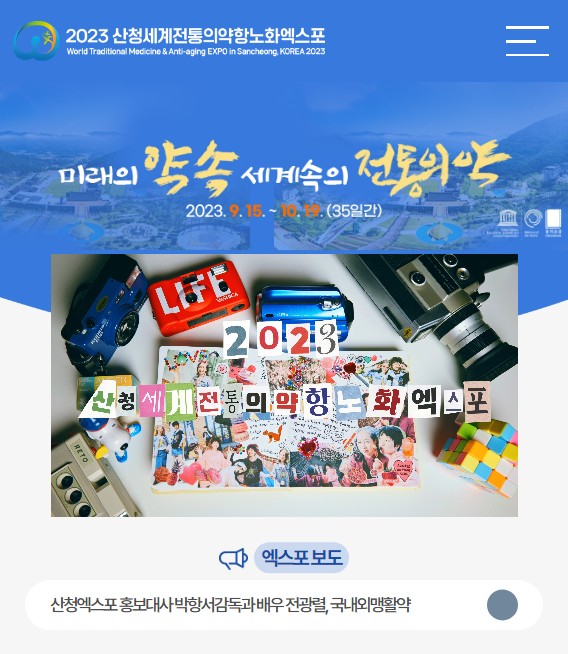 2023 산청세계전통의약항노화엑스포
World Traditional Medicine & Anti-aging EXPO in Sancheong, KOREA 2023
미래의 약속 세계속의 전통의약
2023. 9. 15. ~ 10. 19. (35일간)
LIFE
YASHICA
2023
산청세계전통의약항노화엑스포
RETO
엑스포 보도
산청엑스포 홍보대사 박항서감독과 배우 전광렬, 국내외맹활약